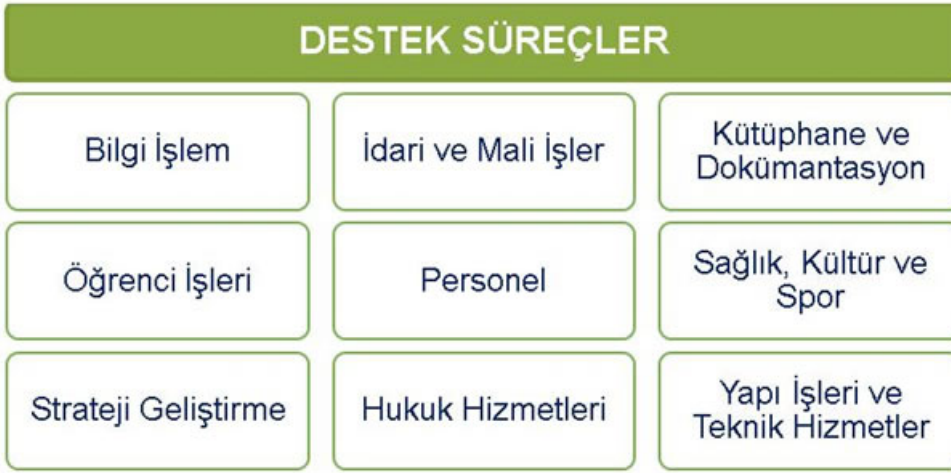 DESTEK SÜREÇLER
Bilgi İşlem
İdari ve Mali İşler
Kütüphane ve
Dokümantasyon
Öğrenci İşleri
Personel
Sağlık, Kültür ve
Spor
Strateji Geliştirme
Hukuk Hizmetleri
Yapı İşleri ve
Teknik Hizmetler